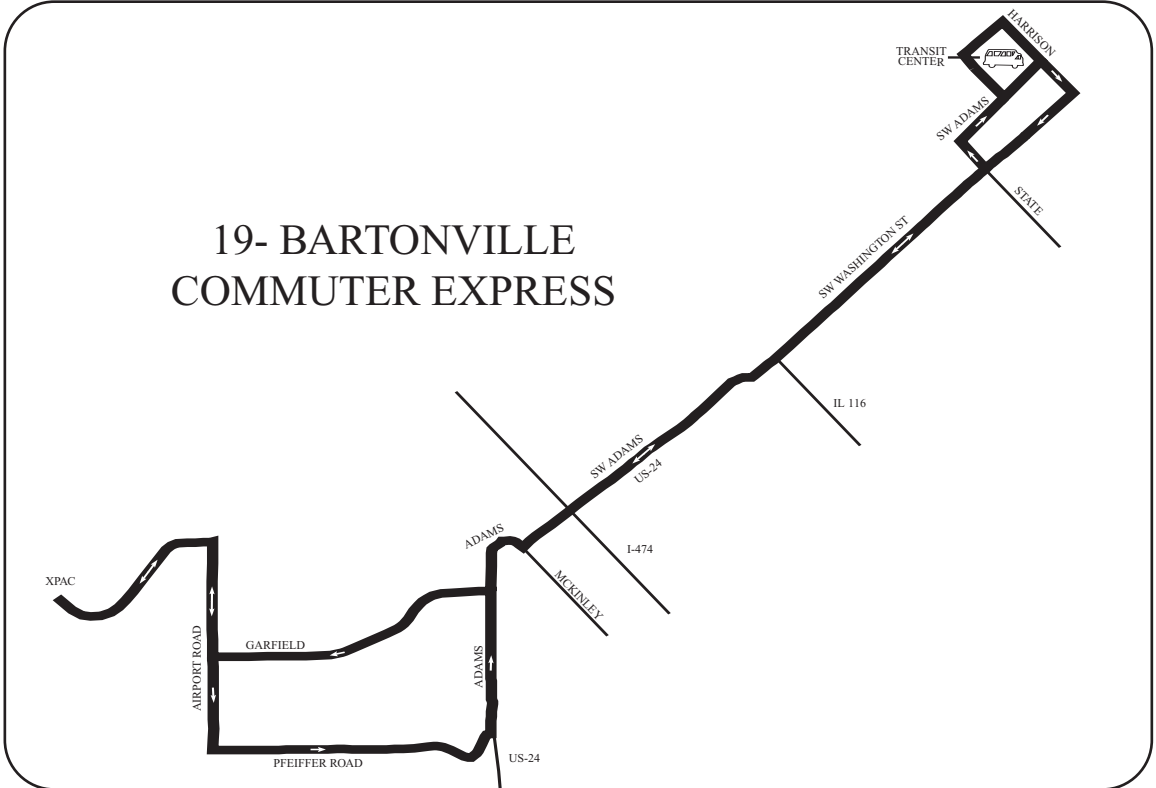 HARRISON
TRANSIT
CENTER
SW ADAMS
STATE
19- BARTONVILLE
COMMUTER EXPRESS
SW WASHINGTON ST
IL 116
SW ADAMS
US-24
ADAMS
I-474
XPAC
MCKINLEY
GARFIELD
AIRPORT ROAD
ADAMS
PFEIFFER ROAD
US-24